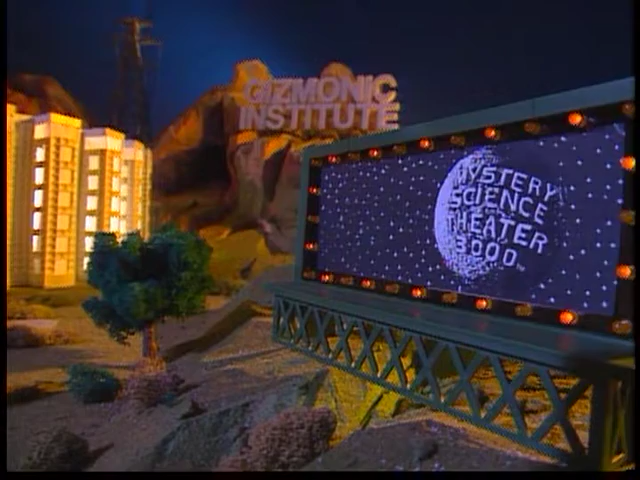 GIZMONIC
INSTITUTE
MYSTERY
SCIENCE
THEATER
3000